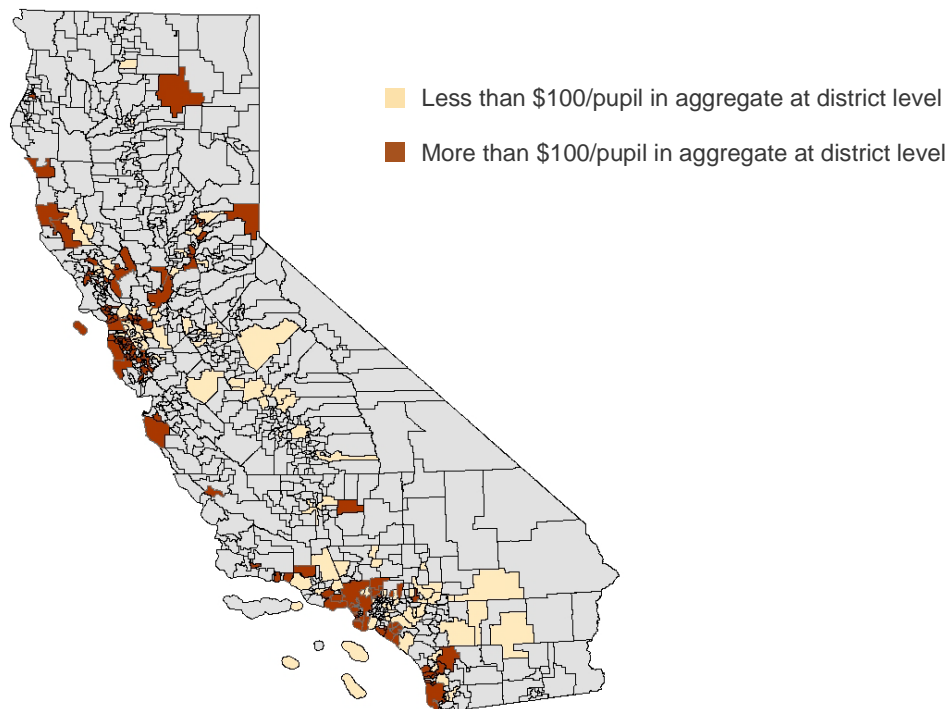 Less than $100/pupil in aggregate at district level
More than $100/pupil in aggregate at district level